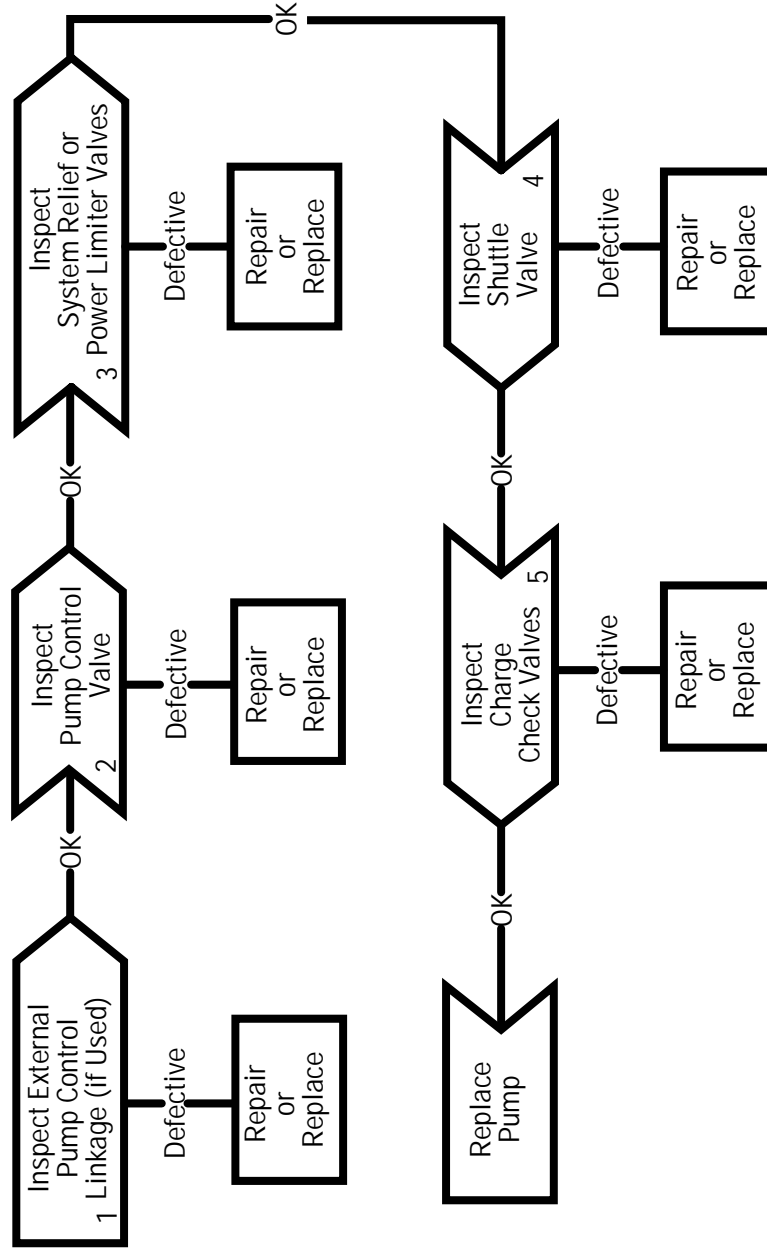 Inspect External
Pump Control
Linkage (if Used)
1
Defective
Repair
or
Replace
OK
Inspect
Pump Control
Valve
2
Defective
Repair
or
Replace
OK
Inspect
System Relief or
Power Limiter Valves
3
Defective
Repair
or
Replace
OK
Inspect
Shuttle
Valve
4
Defective
Repair
or
Replace
OK
Inspect
Charge
Check Valves
5
Defective
Repair
or
Replace
OK
Replace
Pump